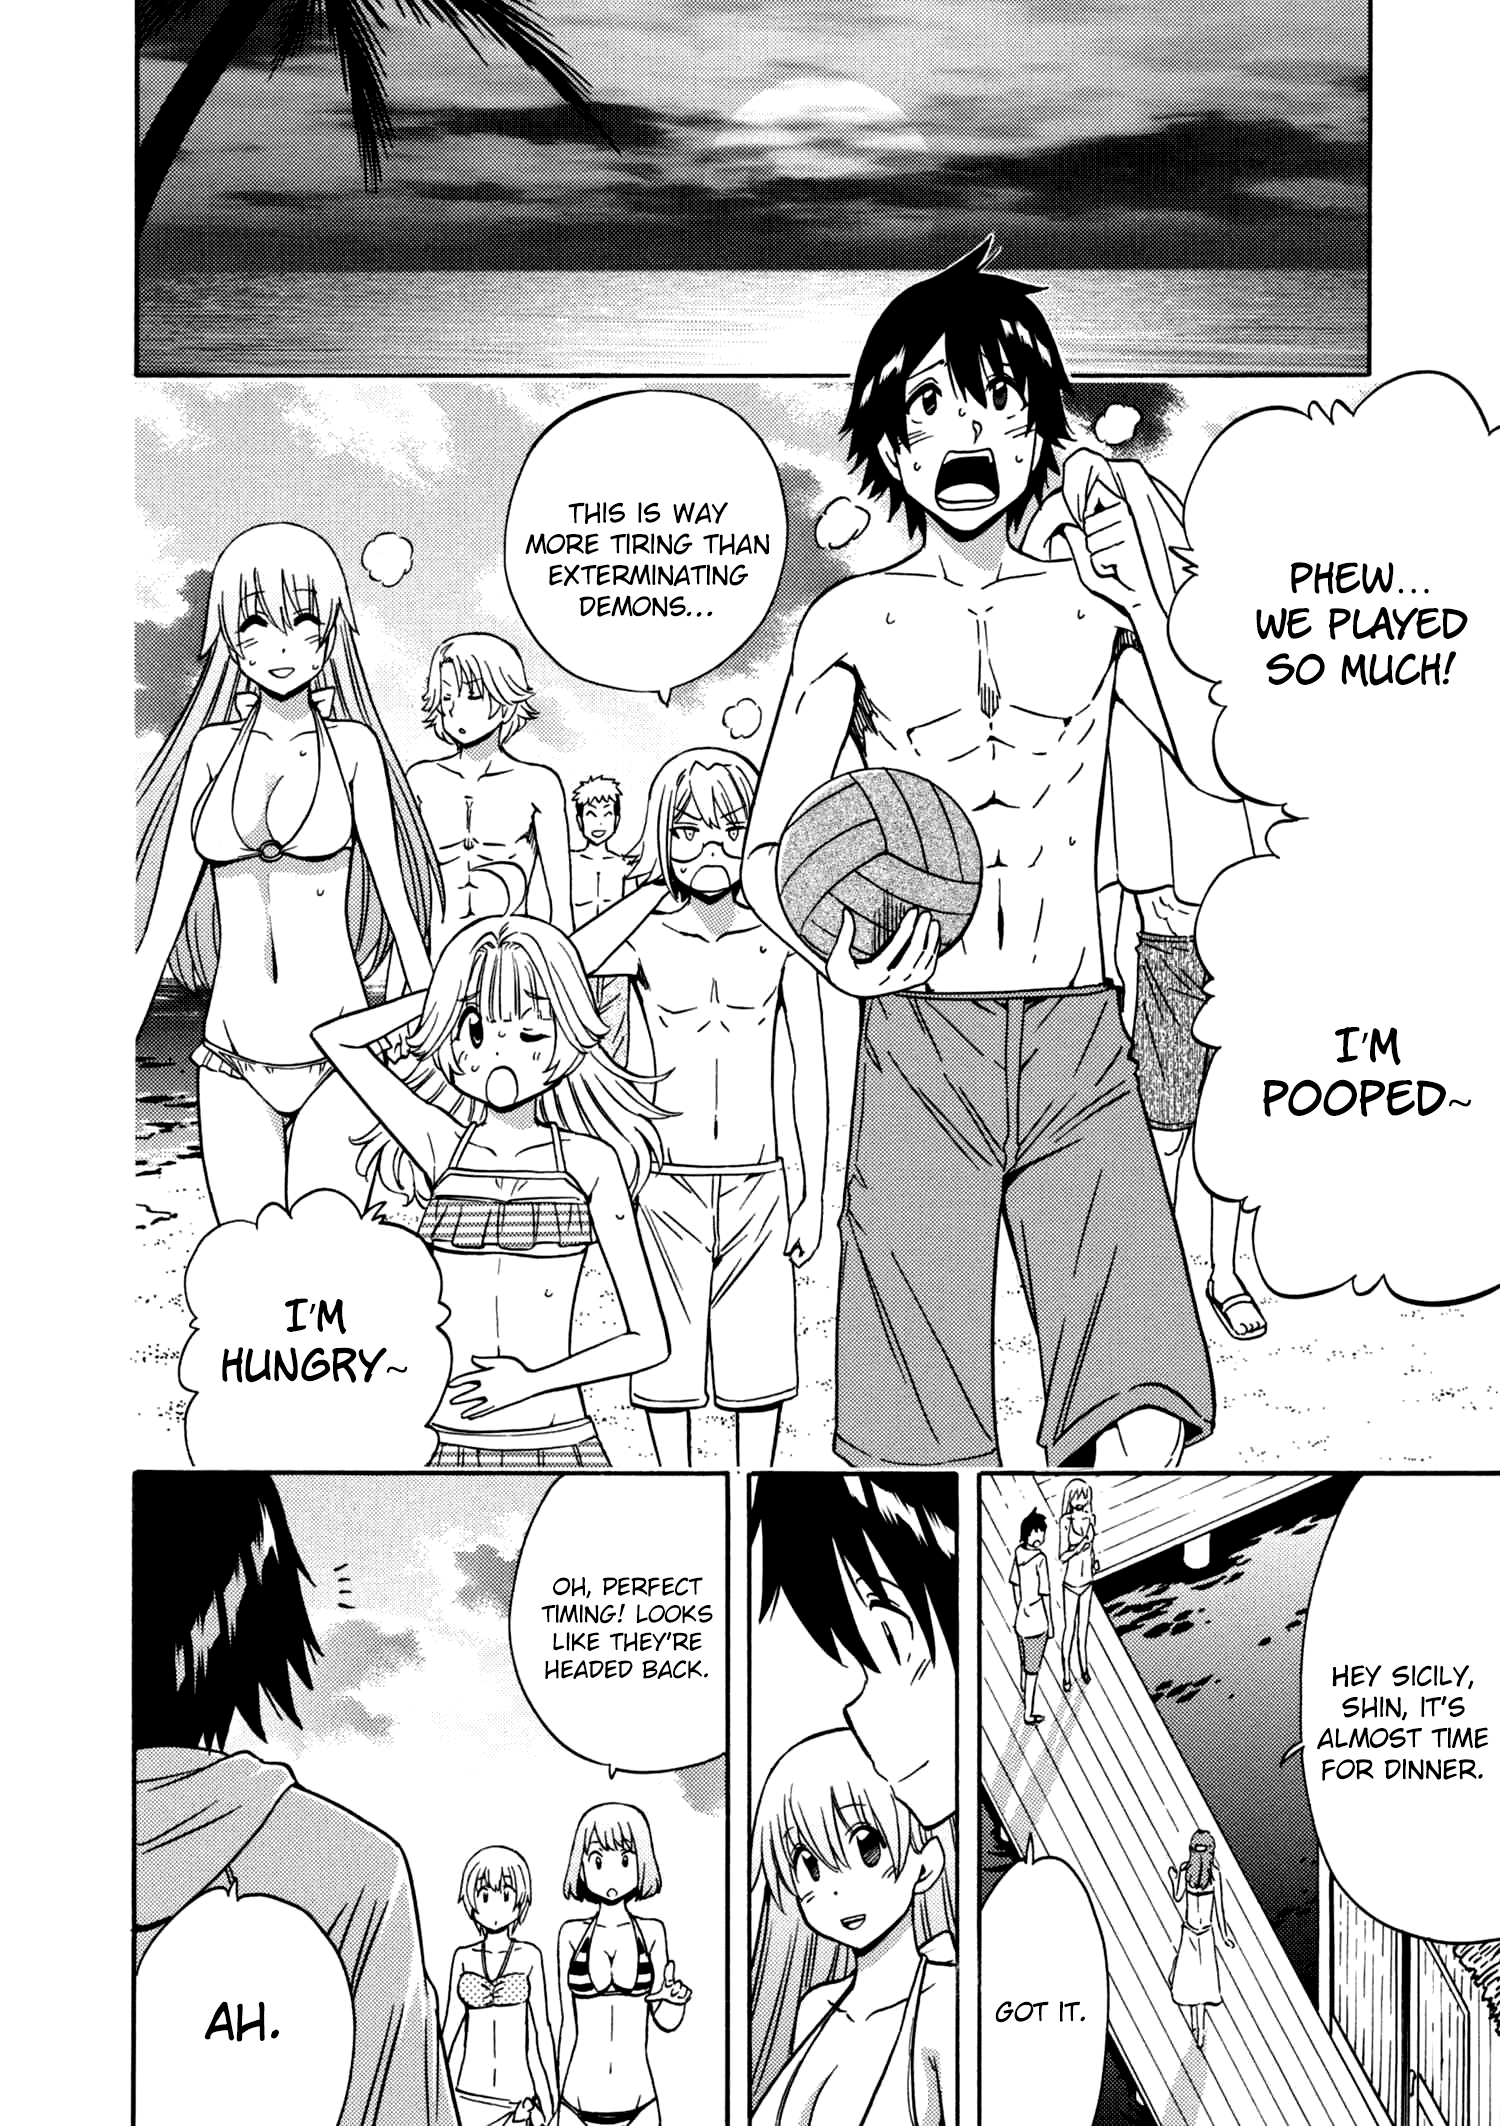 PHEW...
WE PLAYED
SO MUCH!
I'M
POOPED~
THIS IS WAY
MORE TIRING THAN
EXTERMINATING
DEMONS...
I'M
HUNGRY~
HEY SICILY,
SHIN, IT'S
ALMOST TIME
FOR DINNER.
GOT IT.
OH, PERFECT
TIMING! LOOKS
LIKE THEY'RE
HEADED BACK.
AH.